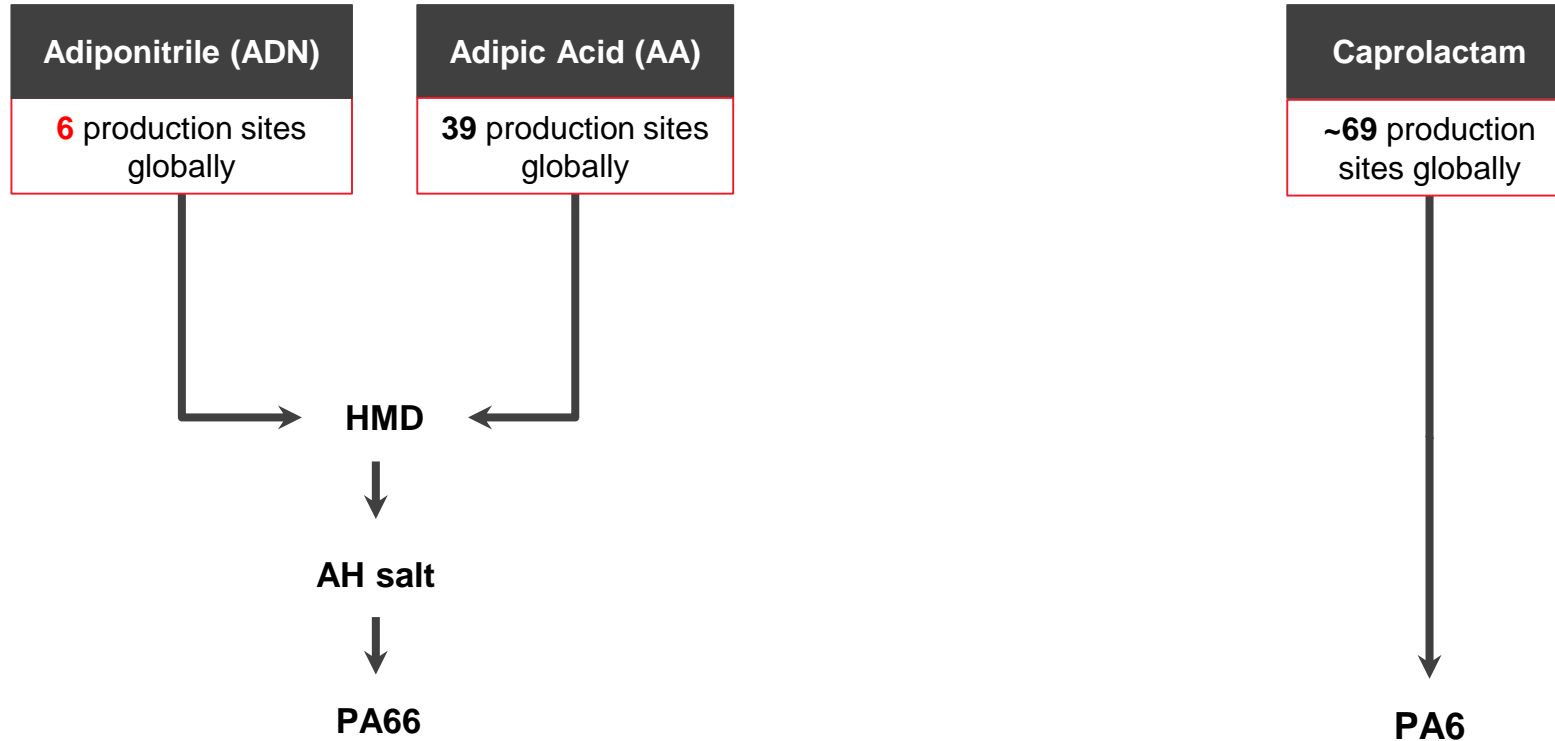 Adiponitrile (ADN)
6 production sites
globally
Adipic Acid (AA)
39 production sites
globally
Caprolactam
~69 production
sites globally
HMD
AH salt
PA66
PA6